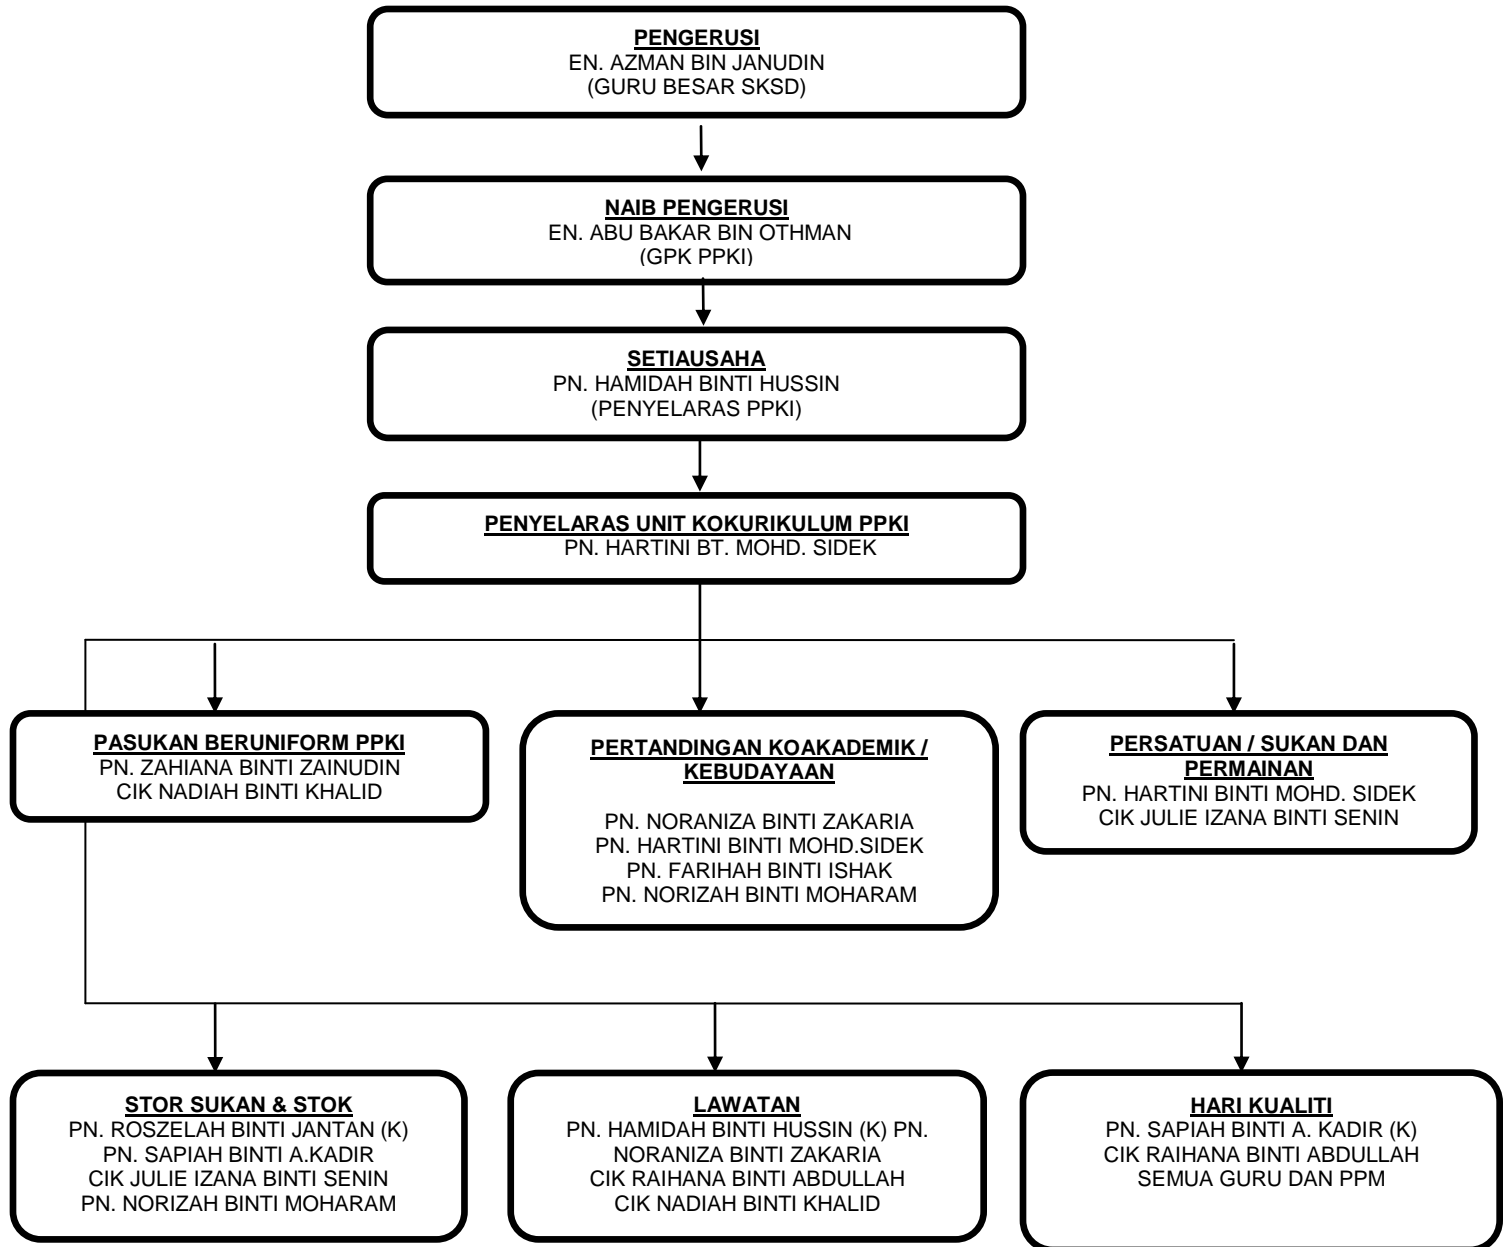 PENGERUSI
EN. AZMAN BIN JANUDIN
(GURU BESAR SKSD)
NAIB PENGERUSI
EN. ABU BAKAR BIN OTHMAN
(GPK PPKI)
SETIAUSAHA
PN. HAMIDAH BINTI HUSSIN
(PENYELARAS PPKI)
PENYELARAS UNIT KOKURIKULUM PPKI
PN. HARTINI BT. MOHD. SIDEK
PASUKAN BERUNIFORM PPKI
PN. ZAHIANA BINTI ZAINUDIN
CIK NADIAH BINTI KHALID
PERTANDINGAN KOAKADEMIK /
KEBUDAYAAN
PN. NORANIZA BINTI ZAKARIA
PN. HARTINI BINTI MOHD.SIDEK
PN. FARIHAH BINTI ISHAK
PN. NORIZAH BINTI MOHARAM
PERSATUAN / SUKAN DAN
PERMAINAN
PN. HARTINI BINTI MOHD. SIDEK
CIK JULIE IZANA BINTI SENIN
STOR SUKAN & STOK
PN. ROSZELAH BINTI JANTAN (K)
PN. SAPIAH BINTI A.KADIR
CIK JULIE IZANA BINTI SENIN
PN. NORIZAH BINTI MOHARAM
LAWATAN
PN. HAMIDAH BINTI HUSSIN (K) PN.
NORANIZA BINTI ZAKARIA
CIK RAIHANA BINTI ABDULLAH
CIK NADIAH BINTI KHALID
HARI KUALITI
PN. SAPIAH BINTI A. KADIR (K)
CIK RAIHANA BINTI ABDULLAH
SEMUA GURU DAN PPM